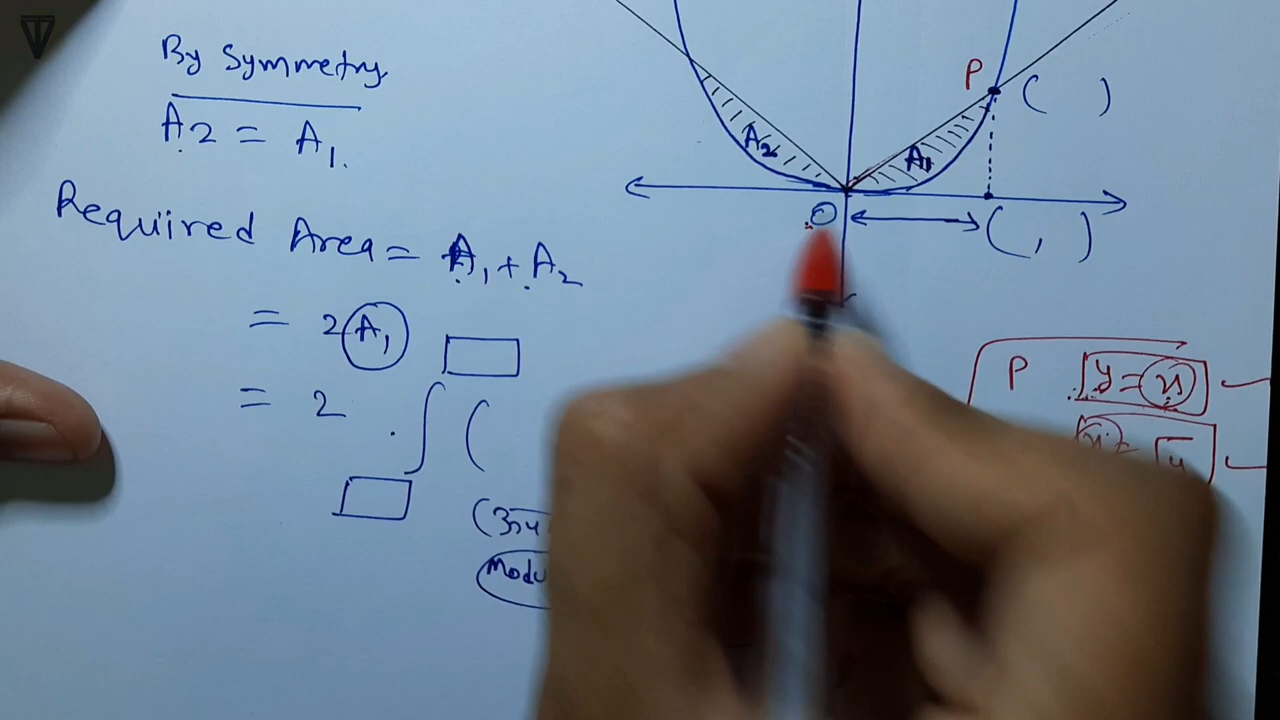 By Symmetry
A2 = A1.
Required Area = A1 + A2
= 2 A1
= 2 ∫ (
A2
A1
P ( )
O
( , )
P y = x